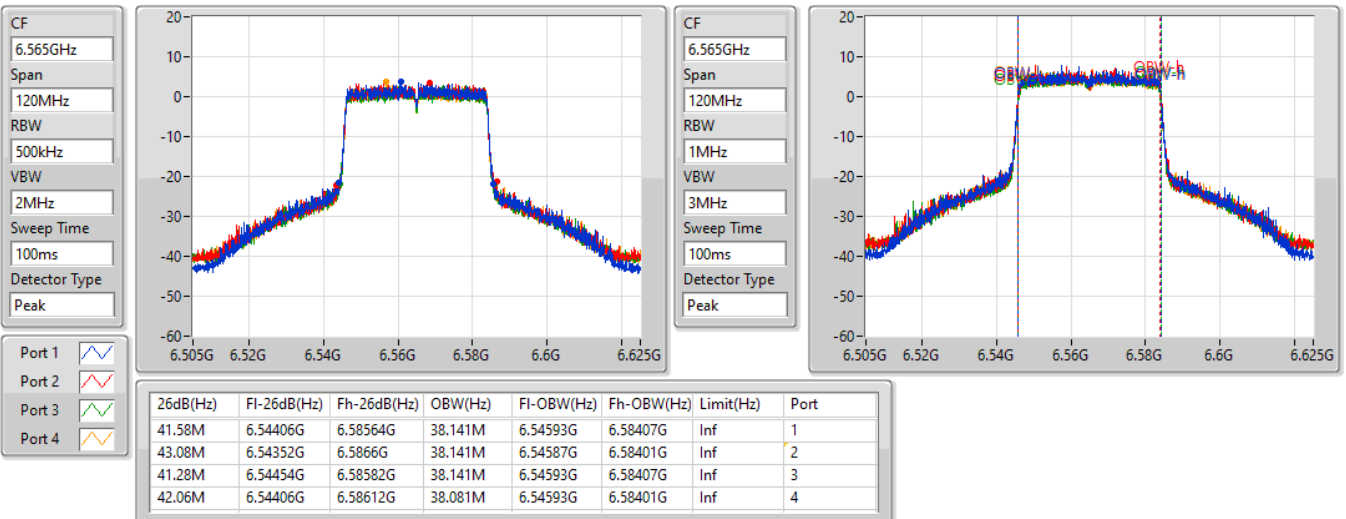 CF
6.565GHz
Span
120MHz
RBW
500kHz
VBW
2MHz
Sweep Time
100ms
Detector Type
Peak
Port 1
Port 2
Port 3
Port 4
20
10
0
-10
-20
-30
-40
-50
-60
6.505G 6.52G 6.54G 6.56G 6.58G 6.6G 6.625G
CF
6.565GHz
Span
120MHz
RBW
1MHz
VBW
3MHz
Sweep Time
100ms
Detector Type
Peak
20
10
0
-10
-20
-30
-40
-50
-60
OBW-h
6.505G 6.52G 6.54G 6.56G 6.58G 6.6G 6.625G
26dB(Hz) Fl-26dB(Hz) Fh-26dB(Hz) OBW(Hz) Fl-OBW(Hz) Fh-OBW(Hz) Limit(Hz) Port
41.58M 6.54406G 6.58564G 38.141M 6.54593G 6.58407G Inf 1
43.08M 6.54352G 6.5866G 38.141M 6.54587G 6.58401G Inf 2
41.28M 6.54454G 6.58582G 38.141M 6.54593G 6.58407G Inf 3
42.06M 6.54406G 6.58612G 38.081M 6.54593G 6.58401G Inf 4